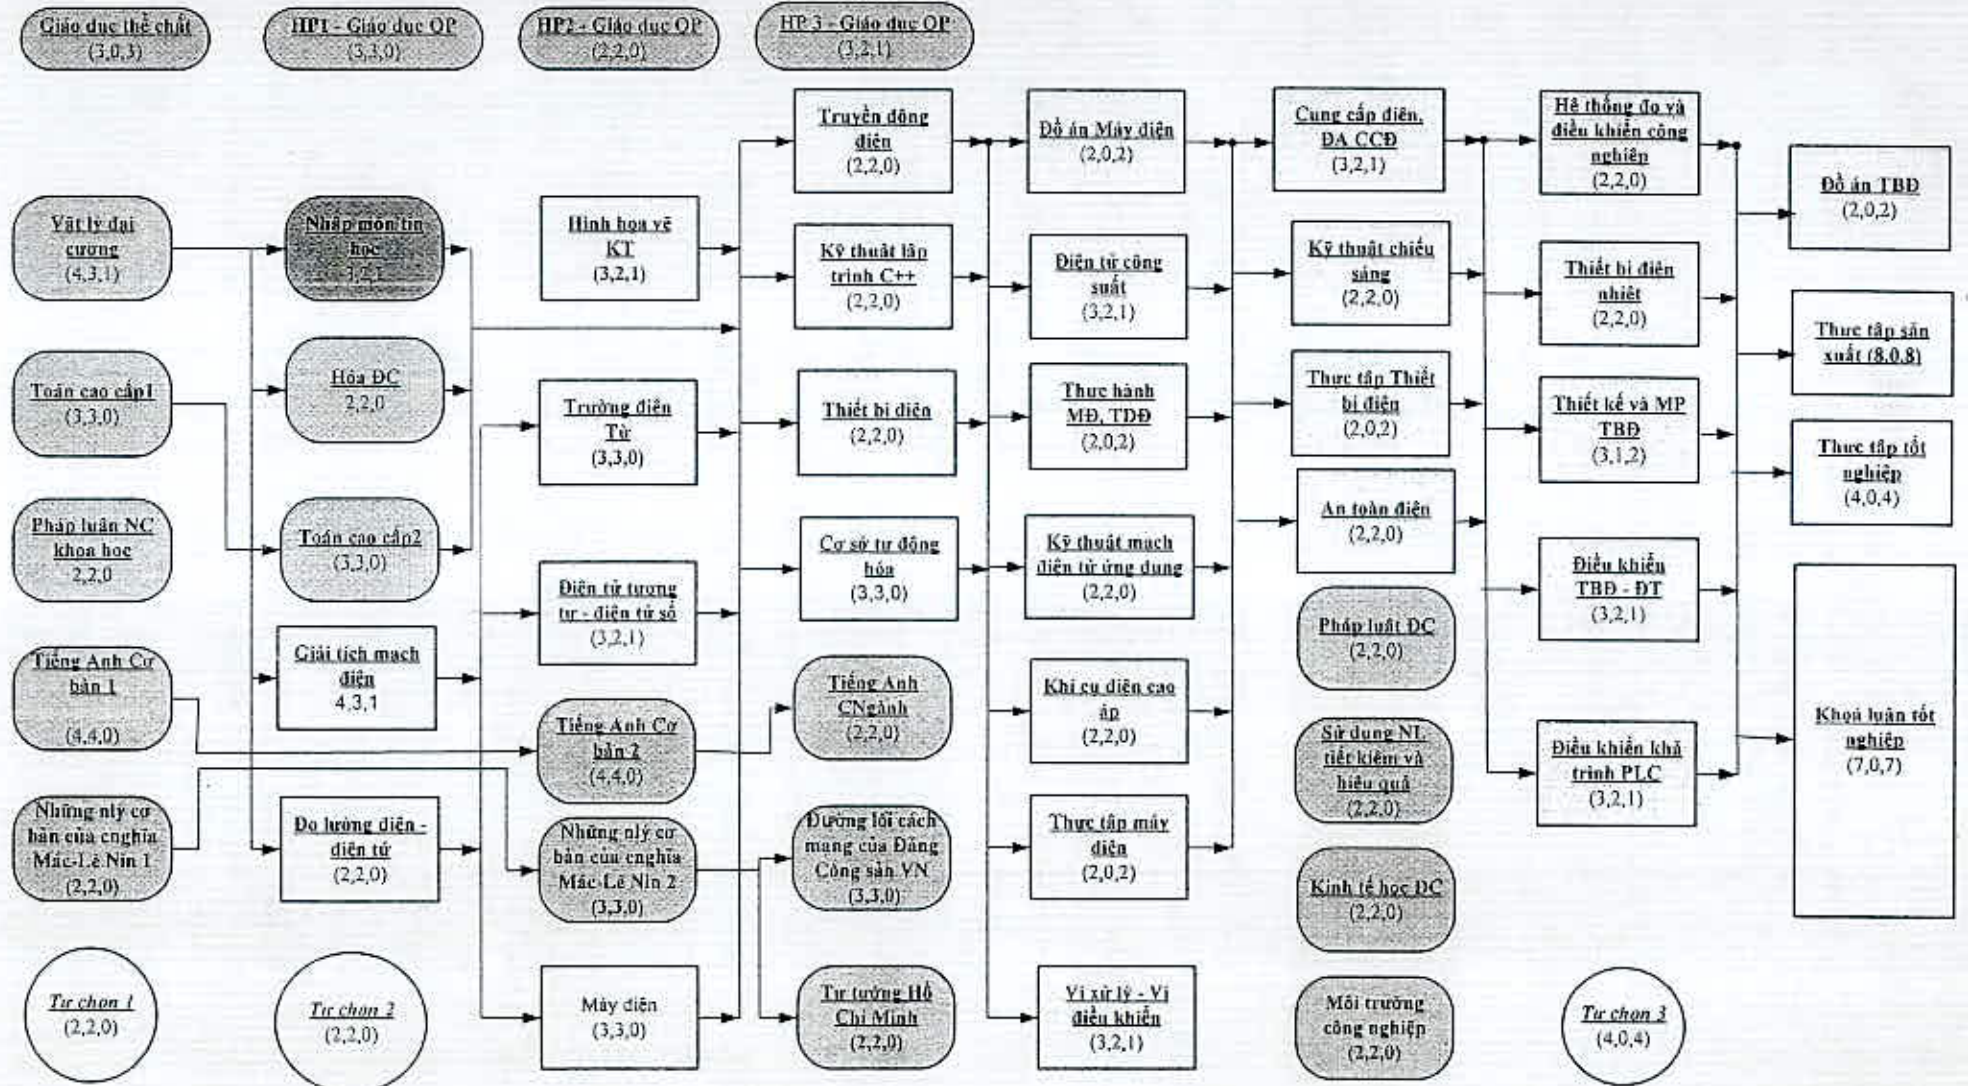 Giáo dục thể chất
(3,0,3)
HP1 - Giáo dục QP
(3,3,0)
HP2 - Giáo dục QP
(2,2,0)
HP 3 - Giáo dục QP
(3,2,1)
Vật lý đại
cương
(4,3,1)
Toán cao cấp1
(3,3,0)
Pháp luân NC
khoa học
2,2,0
Tiếng Anh Cơ
bản 1
(4,4,0)
Những nlý cơ
bản của cnghĩa
Mác-Lê Nin 1
(2,2,0)
Tự chọn 1
(2,2,0)
Nhập môn tin
học
3,2,1
Hóa ĐC
2,2,0
Toán cao cấp2
(3,3,0)
Giải tích mạch
điện
4,3,1
Đo lường điện -
điện tử
(2,2,0)
Tự chọn 2
(2,2,0)
Hình họa vẽ
KT
(3,2,1)
Trường điện
Từ
(3,3,0)
Điện tử tương
tự - điện tử số
(3,2,1)
Tiếng Anh Cơ
bản 2
(4,4,0)
Những nlý cơ
bản của cnghĩa
Mác-Lê Nin 2
(3,3,0)
Máy điện
(3,3,0)
Truyền động
điện
(2,2,0)
Kỹ thuật lập
trình C++
(2,2,0)
Thiết bị điện
(2,2,0)
Cơ sở tự động
hóa
(3,3,0)
Tiếng Anh
CNgành
(2,2,0)
Đường lối cách
mạng của Đảng
Cộng sản VN
(3,3,0)
Tư tưởng Hồ
Chí Minh
(2,2,0)
Đồ án Máy điện
(2,0,2)
Điện tử công
suất
(3,2,1)
Thực hành
MĐ, TDĐ
(2,0,2)
Kỹ thuật mạch
điện tử ứng dụng
(2,2,0)
Khí cụ điện cao
áp
(2,2,0)
Thực tập máy
điện
(2,0,2)
Vi xử lý - Vi
điều khiển
(3,2,1)
Cung cấp điện,
ĐA CCĐ
(3,2,1)
Kỹ thuật chiếu
sáng
(2,2,0)
Thực tập Thiết
bị điện
(2,0,2)
An toàn điện
(2,2,0)
Pháp luật ĐC
(2,2,0)
Sử dụng NL
tiết kiệm và
hiệu quả
(2,2,0)
Kinh tế học ĐC
(2,2,0)
Môi trường
công nghiệp
(2,2,0)
Hệ thống đo và
điều khiển công
nghiệp
(2,2,0)
Thiết bị điện
nhiệt
(2,2,0)
Thiết kế và MP
TBĐ
(3,1,2)
Điều khiển
TBĐ - ĐT
(3,2,1)
Điều khiển khả
trình PLC
(3,2,1)
Tự chọn 3
(4,0,4)
Đồ án TBĐ
(2,0,2)
Thực tập sản
xuất (8,0,8)
Thực tập tốt
nghiệp
(4,0,4)
Khoá luận tốt
nghiệp
(7,0,7)